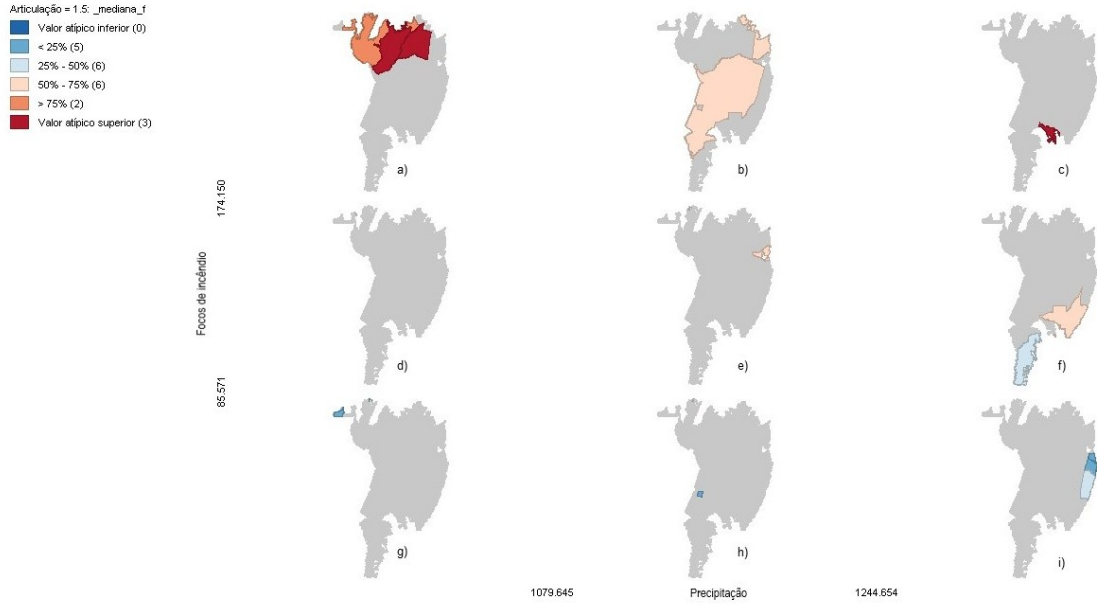 Articulação = 1.5: _mediana_f
Valor atípico inferior (0)
< 25% (5)
25% - 50% (6)
50% - 75% (6)
> 75% (2)
Valor atípico superior (3)
a)
b)
c)
174.150
Focos de incêndio
d)
e)
f)
85.571
g)
h)
i)
1079.645
Precipitação
1244.654